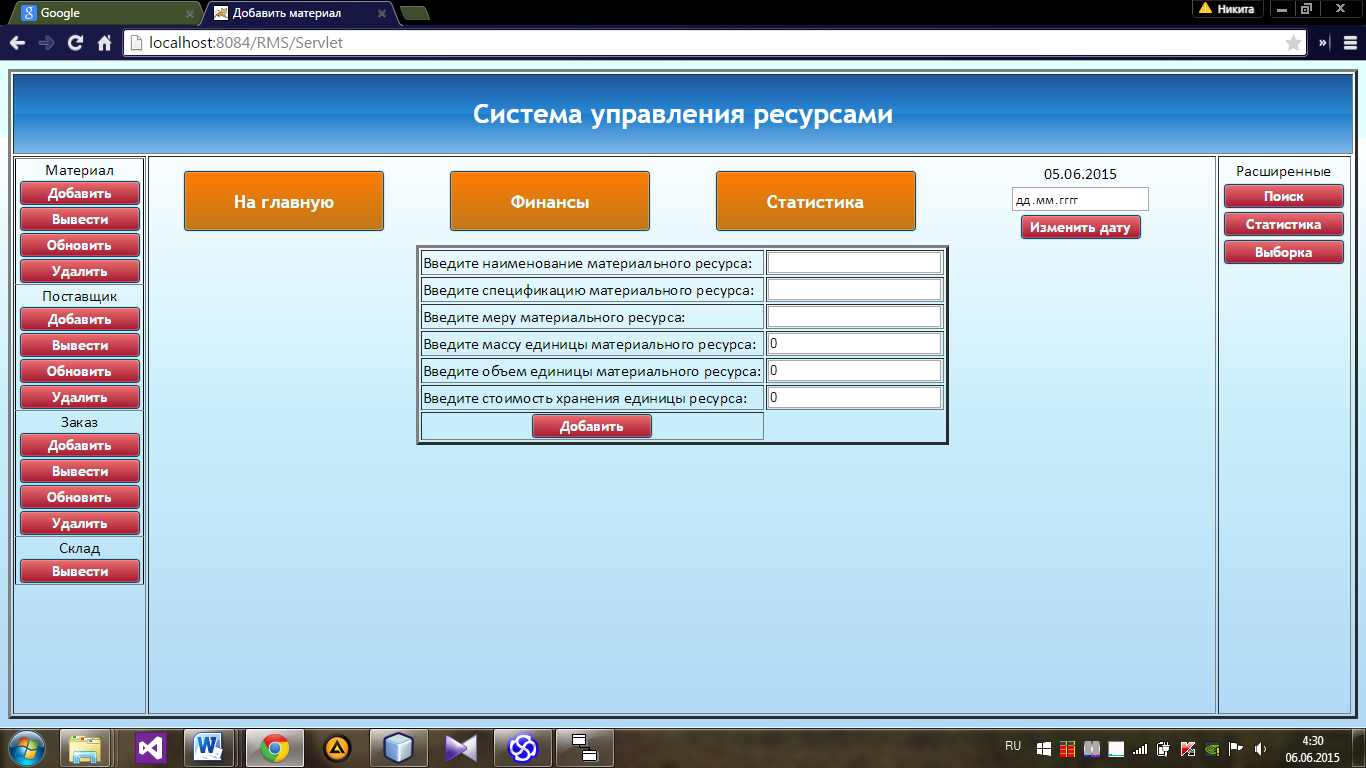 Google
Добавить материал
Никита
localhost:8084/RMS/Servlet
Система управления ресурсами
Материал
Добавить
Вывести
Обновить
Удалить
Поставщик
Добавить
Вывести
Обновить
Удалить
Заказ
Добавить
Вывести
Обновить
Удалить
Склад
Вывести
На главную
Финансы
Статистика
05.06.2015
дд.мм.гггг
Изменить дату
Введите наименование материального ресурса:
Введите спецификацию материального ресурса:
Введите меру материального ресурса:
Введите массу единицы материального ресурса: 0
Введите объем единицы материального ресурса: 0
Введите стоимость хранения единицы ресурса: 0
Добавить
Расширенные
Поиск
Статистика
Выборка
RU
4:30
06.06.2015